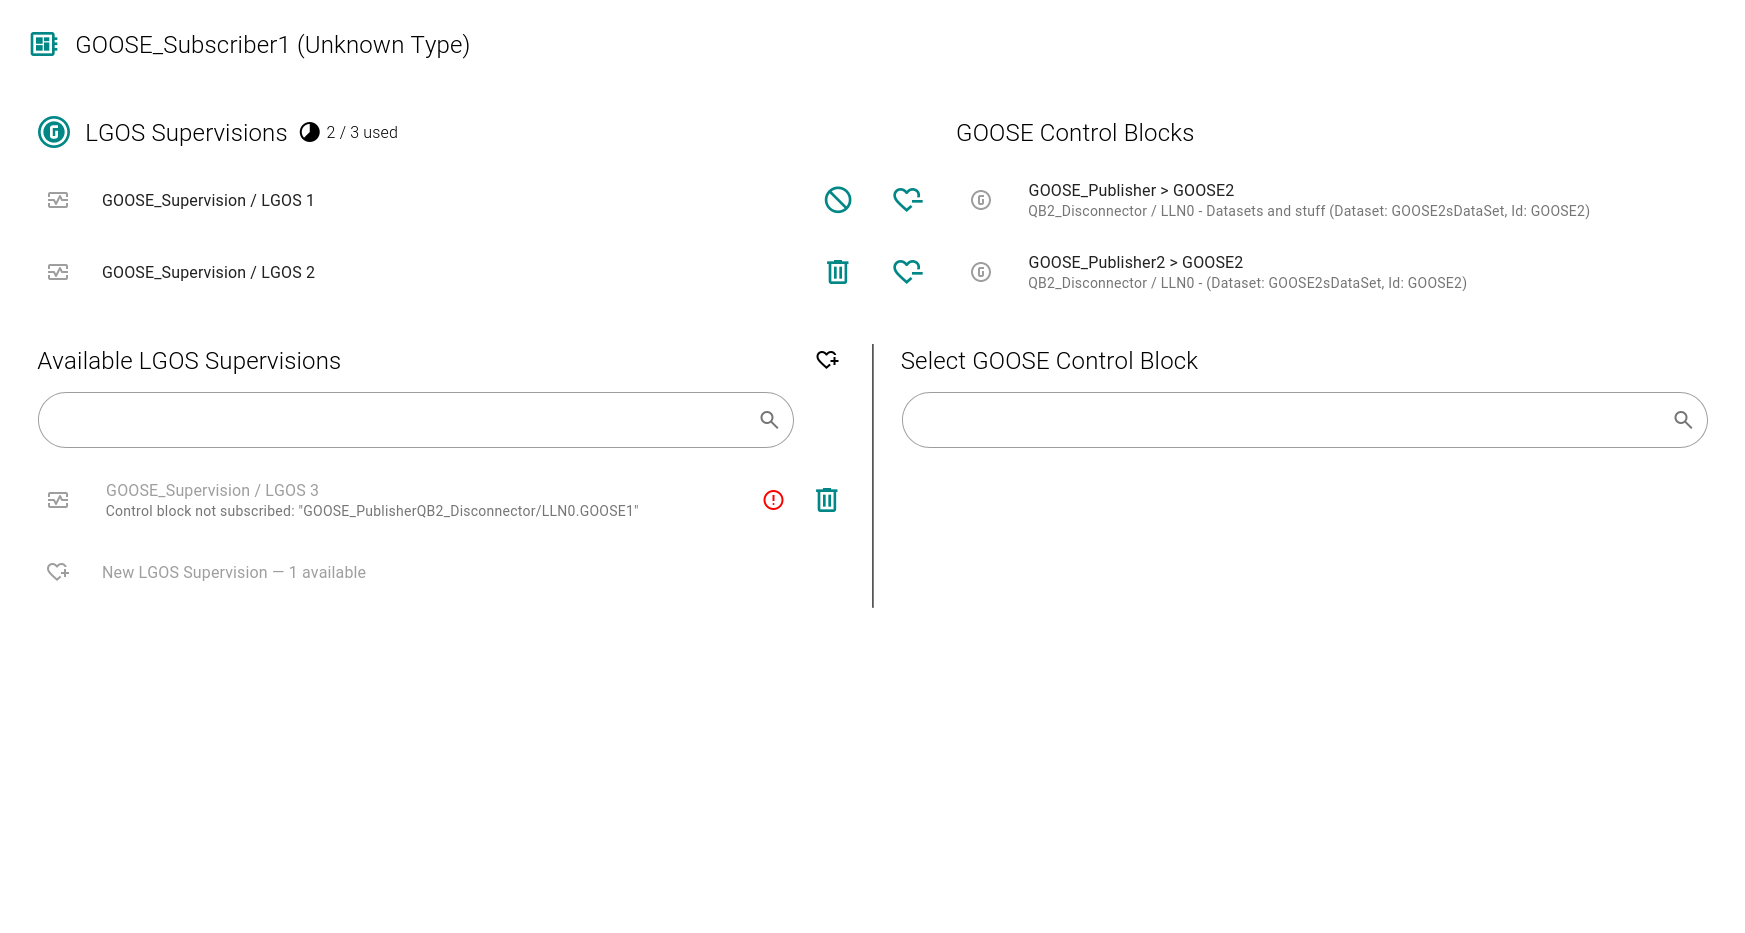 GOOSE_Subscriber1 (Unknown Type)
LGOS Supervisions 2 / 3 used
GOOSE Control Blocks
GOOSE_Supervision / LGOS 1
GOOSE_Publisher > GOOSE2
QB2_Disconnector / LLN0 - Datasets and stuff (Dataset: GOOSE2sDataSet, Id: GOOSE2)
GOOSE_Supervision / LGOS 2
GOOSE_Publisher2 > GOOSE2
QB2_Disconnector / LLN0 - (Dataset: GOOSE2sDataSet, Id: GOOSE2)
Available LGOS Supervisions
Select GOOSE Control Block
GOOSE_Supervision / LGOS 3
Control block not subscribed: "GOOSE_PublisherQB2_Disconnector/LLN0.GOOSE1"
New LGOS Supervision — 1 available